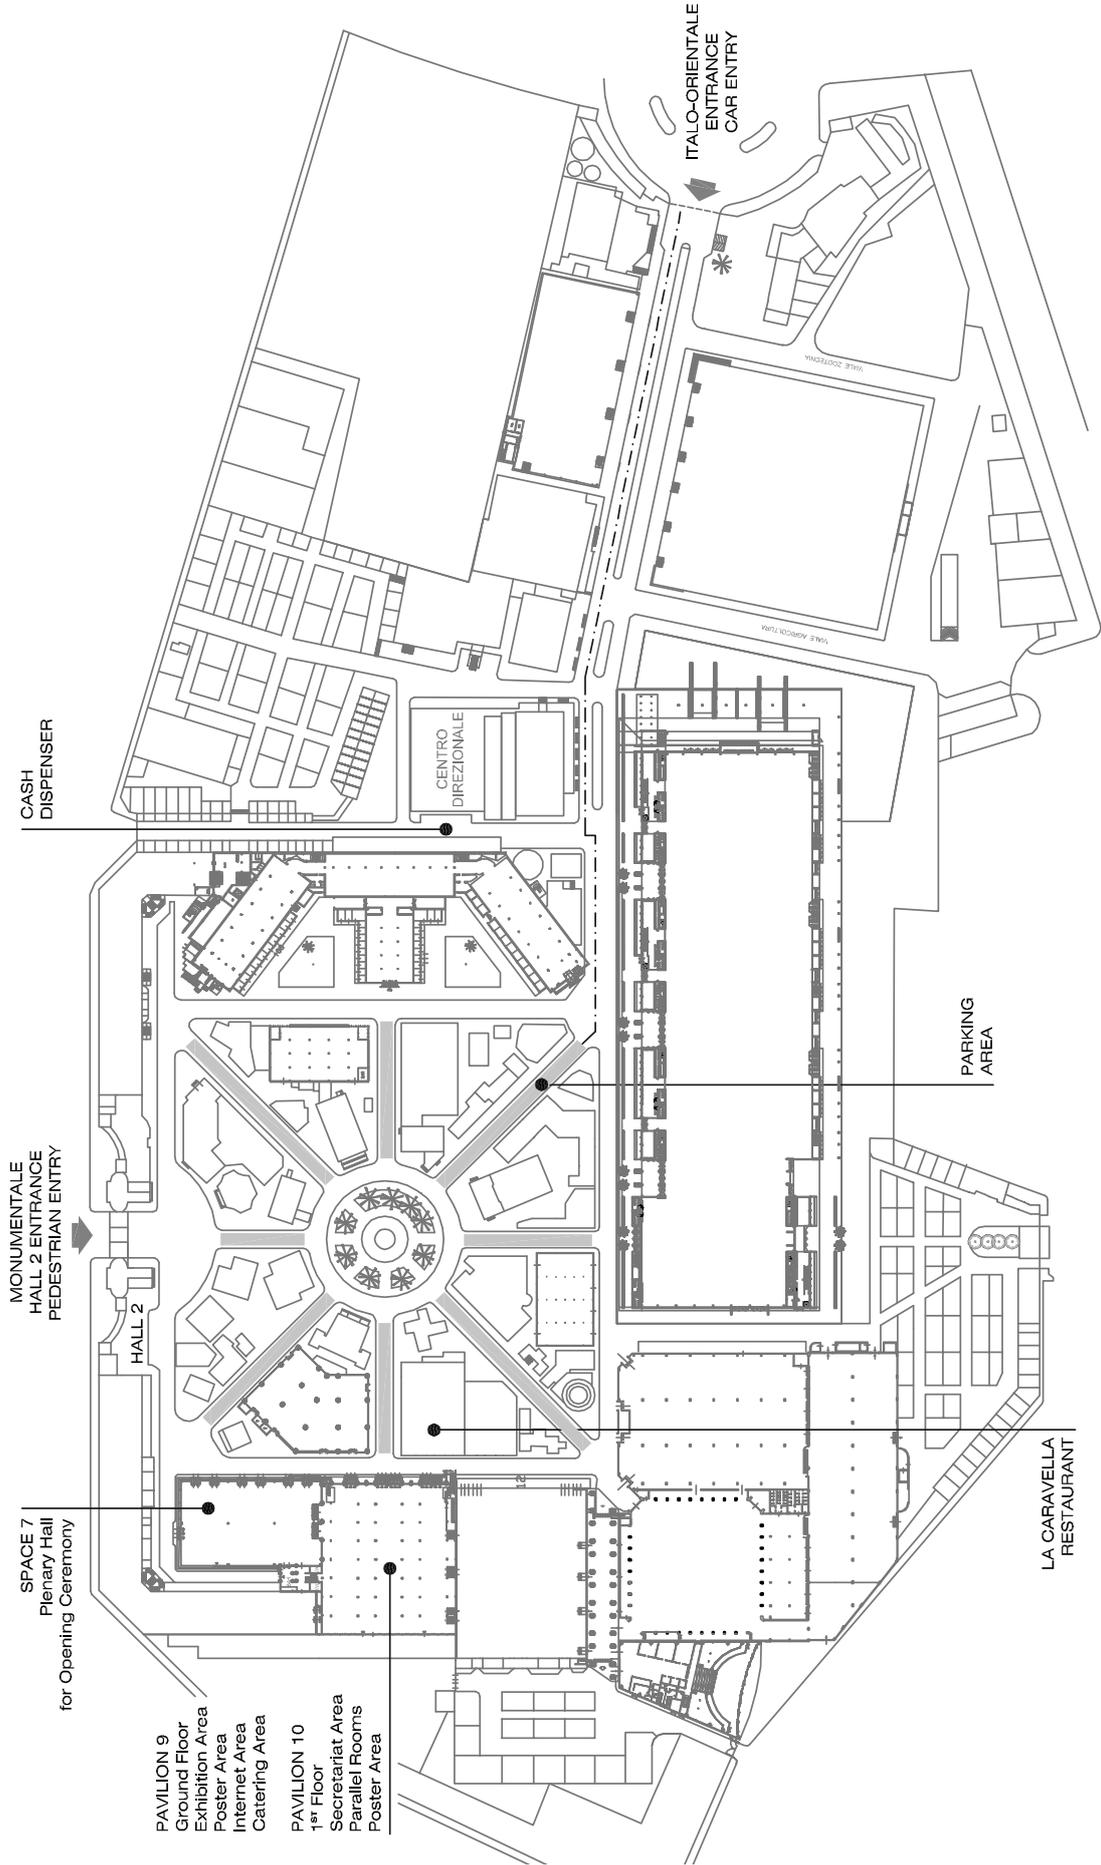 ITALO-ORIENTALE
ENTRANCE
CAR ENTRY
VIALE ZOOTECNIA
VIALE AGRICOLTURA
CASH
DISPENSER
CENTRO
DIREZIONALE
PARKING
AREA
MONUMENTALE
HALL 2 ENTRANCE
PEDESTRIAN ENTRY
HALL 2
SPACE 7
Plenary Hall
for Opening Ceremony
12
LA CARAVELLA
RESTAURANT
PAVILION 9
Ground Floor
Exhibition Area
Poster Area
Internet Area
Catering Area
PAVILION 10
1ST Floor
Secretariat Area
Parallel Rooms
Poster Area